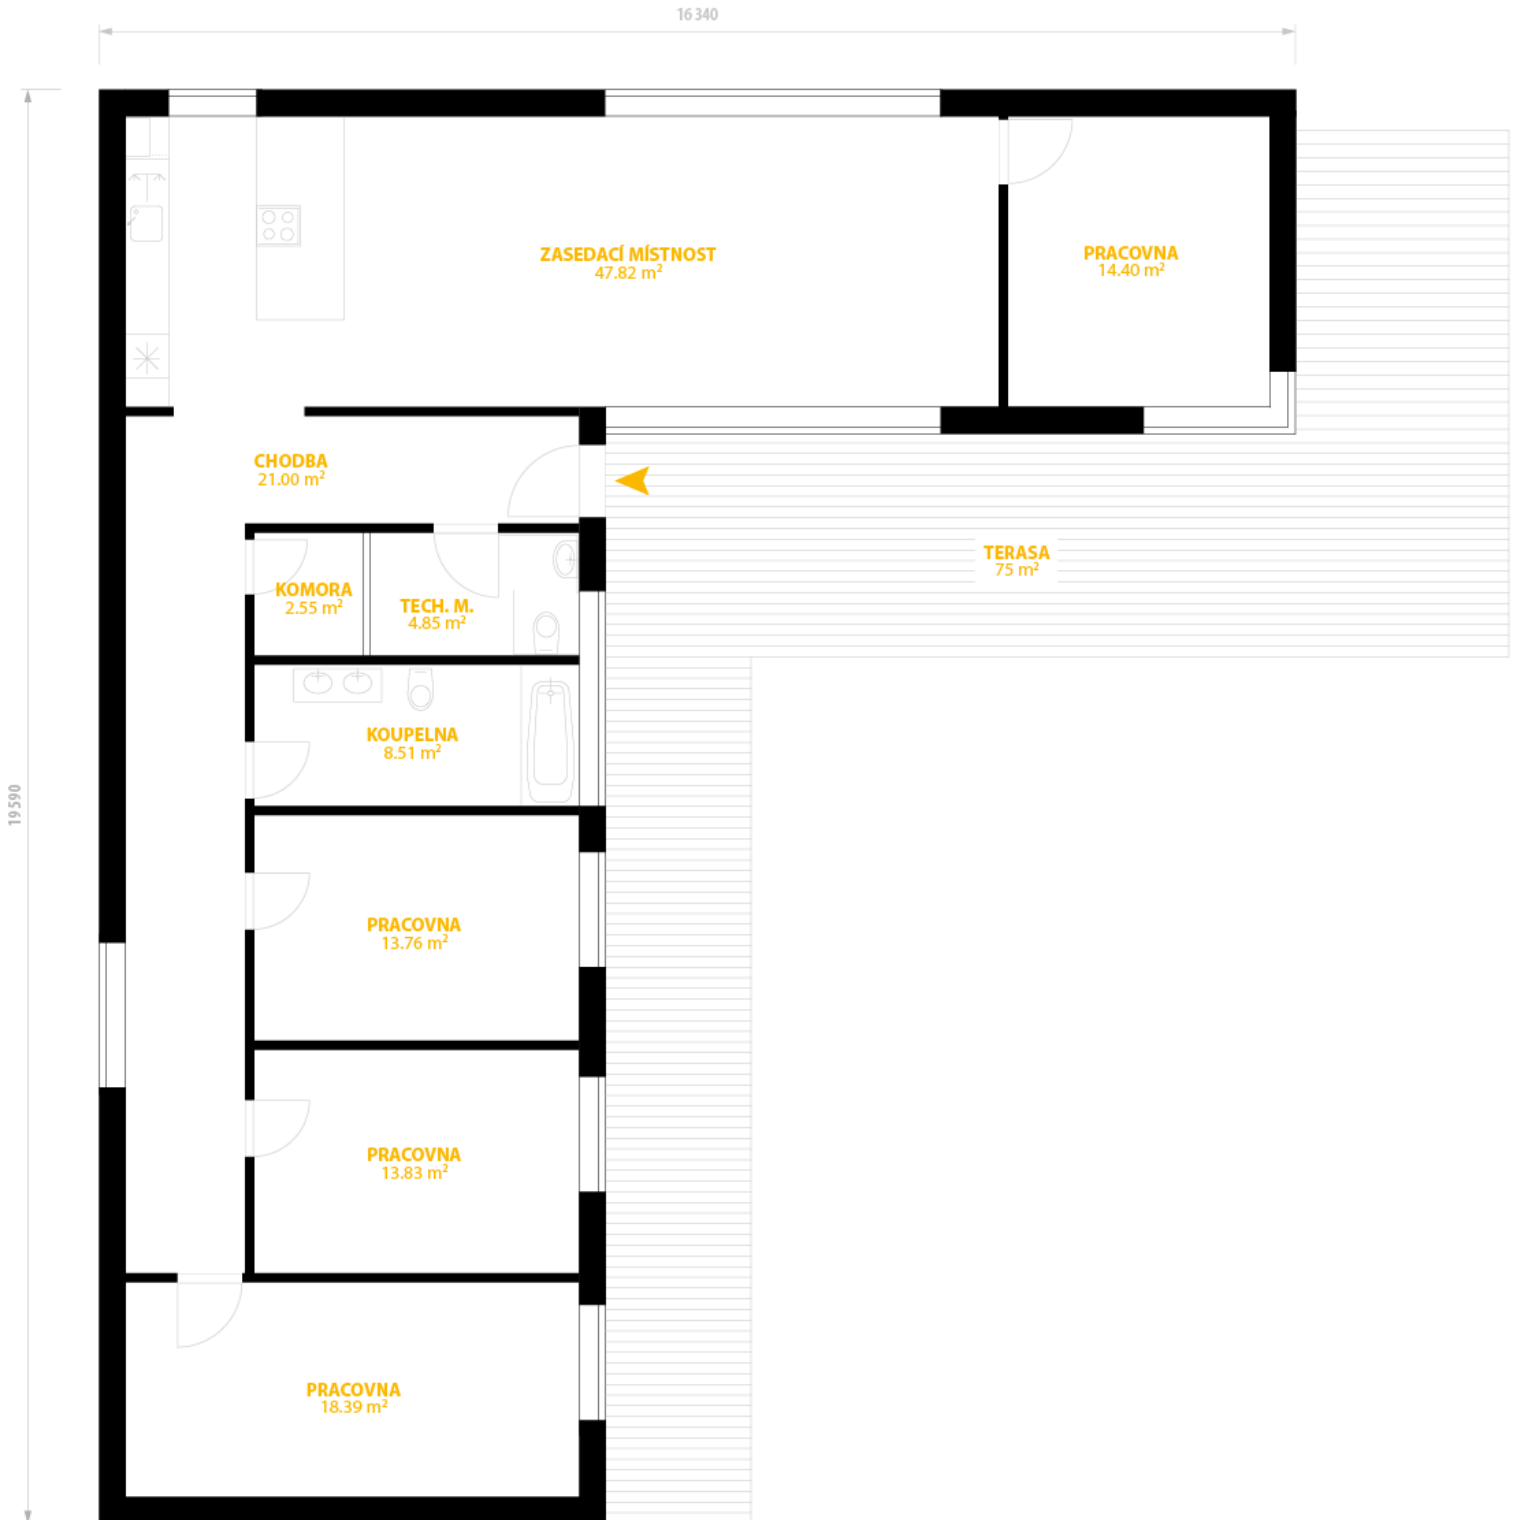 16 340
ZASEDACÍ MÍSTNOST
47.82 m²
PRACOVNA
14.40 m²
CHODBA
21.00 m²
TERASA
75 m²
KOMORA
2.55 m²
TECH. M.
4.85 m²
KOUPELNA
8.51 m²
19 590
PRACOVNA
13.76 m²
PRACOVNA
13.83 m²
PRACOVNA
18.39 m²